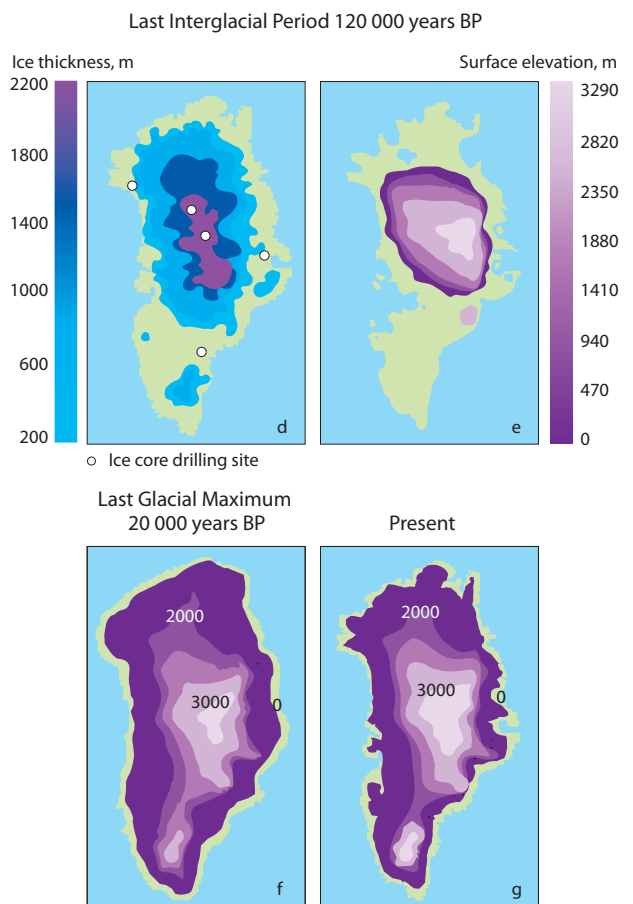 Last Interglacial Period 120 000 years BP
Ice thickness, m
Surface elevation, m
2200
1800
1400
1000
600
200
d
3290
2820
2350
1880
1410
940
470
0
e
Ice core drilling site
Last Glacial Maximum
20 000 years BP
Present
2000
3000
0
f
2000
3000
0
g